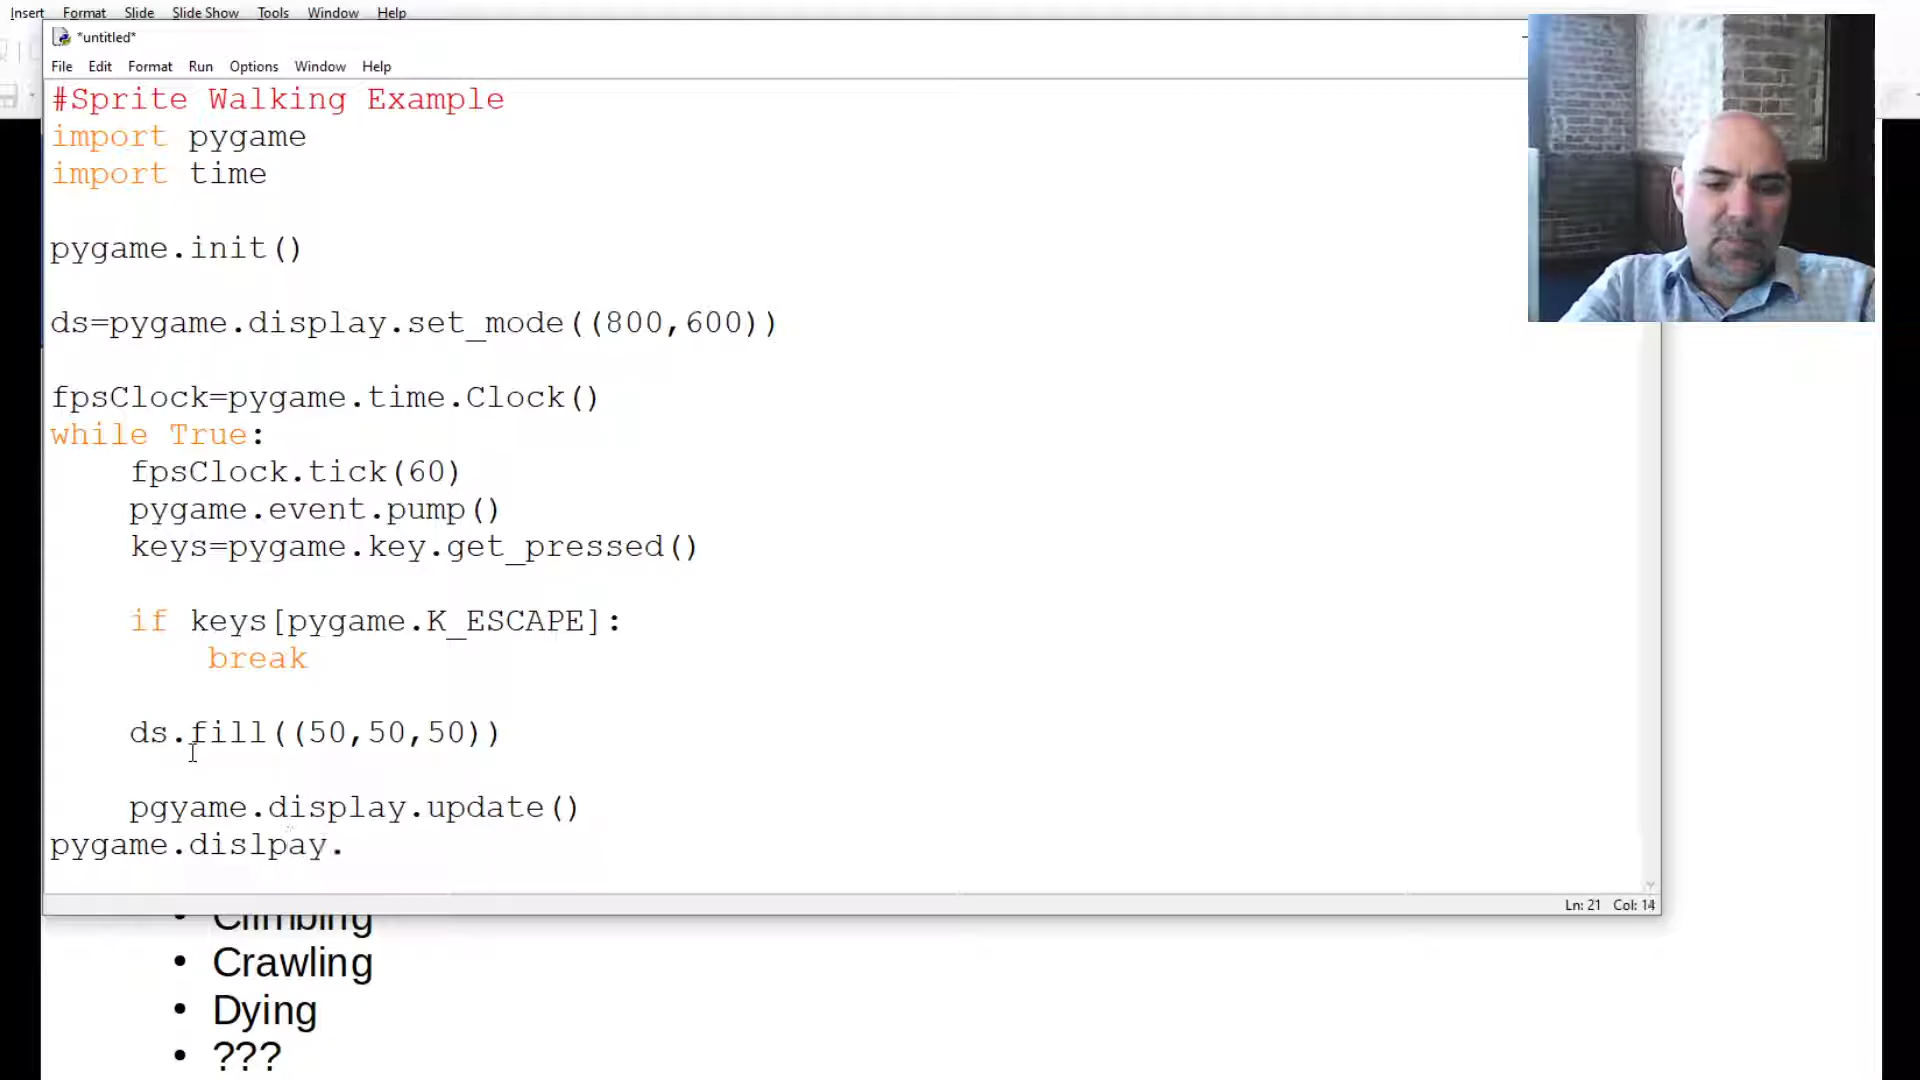 Insert Format Slide Slide Show Tools Window Help
*untitled*
File Edit Format Run Options Window Help
#Sprite Walking Example
import pygame
import time
pygame.init()
ds=pygame.display.set_mode((800,600))
fpsClock=pygame.time.Clock()
while True:
fpsClock.tick(60)
pygame.event.pump()
keys=pygame.key.get_pressed()
if keys[pygame.K_ESCAPE]:
break
ds.fill((50,50,50))
pgyame.display.update()
pygame.dislpay.
Ln: 21 Col: 14
• Climbing
• Crawling
• Dying
• ???